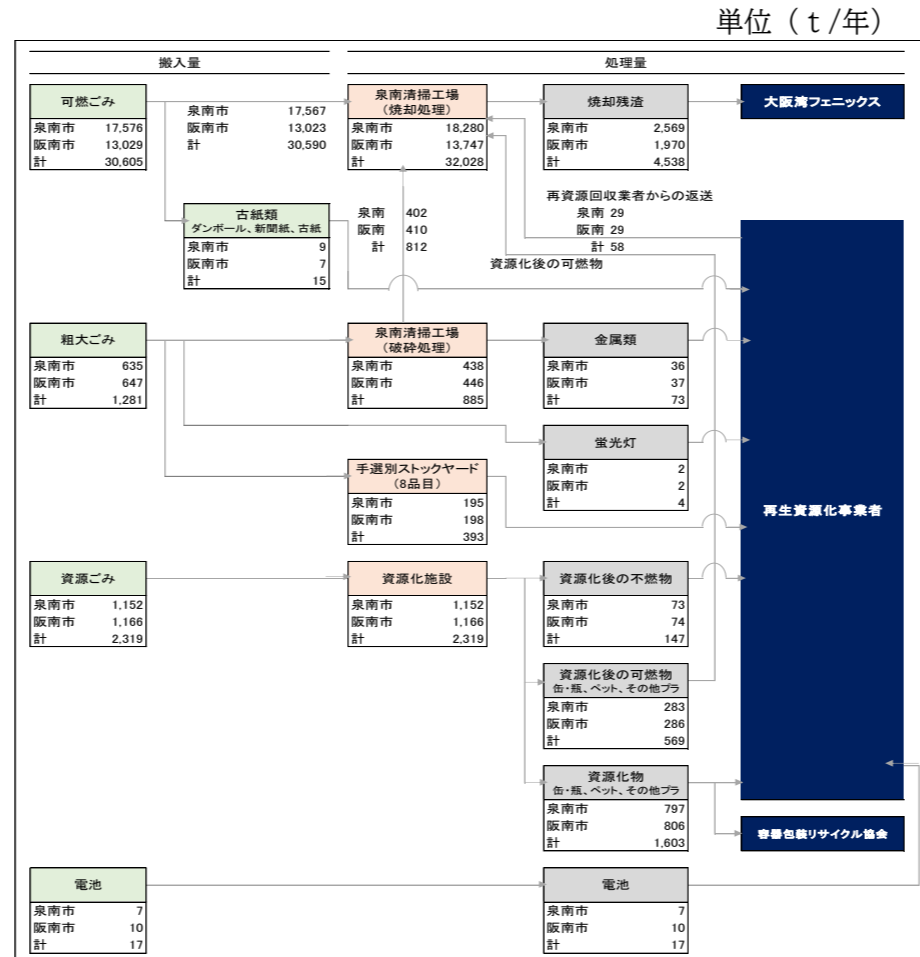 単位（ｔ/年）
搬入量
処理量
可燃ごみ
泉南市 17,576
阪南市 13,029
計 30,605
泉南市 17,567
阪南市 13,023
計 30,590
泉南清掃工場
（焼却処理）
泉南市 18,280
阪南市 13,747
計 32,028
焼却残渣
泉南市 2,569
阪南市 1,970
計 4,538
大阪湾フェニックス
古紙類
ダンボール、新聞紙、古紙
泉南市 9
阪南市 7
計 15
泉南 402
阪南 410
計 812
再資源回収業者からの返送
泉南 29
阪南 29
計 58
資源化後の可燃物
粗大ごみ
泉南市 635
阪南市 647
計 1,281
泉南清掃工場
（破砕処理）
泉南市 438
阪南市 446
計 885
金属類
泉南市 36
阪南市 37
計 73
蛍光灯
泉南市 2
阪南市 2
計 4
手選別ストックヤード
（8品目）
泉南市 195
阪南市 198
計 393
再生資源化事業者
資源ごみ
泉南市 1,152
阪南市 1,166
計 2,319
資源化施設
泉南市 1,152
阪南市 1,166
計 2,319
資源化後の不燃物
泉南市 73
阪南市 74
計 147
資源化後の可燃物
缶・瓶、ペット、その他プラ
泉南市 283
阪南市 286
計 569
資源化物
缶・瓶、ペット、その他プラ
泉南市 797
阪南市 806
計 1,603
容器包装リサイクル協会
電池
泉南市 7
阪南市 10
計 17
電池
泉南市 7
阪南市 10
計 17